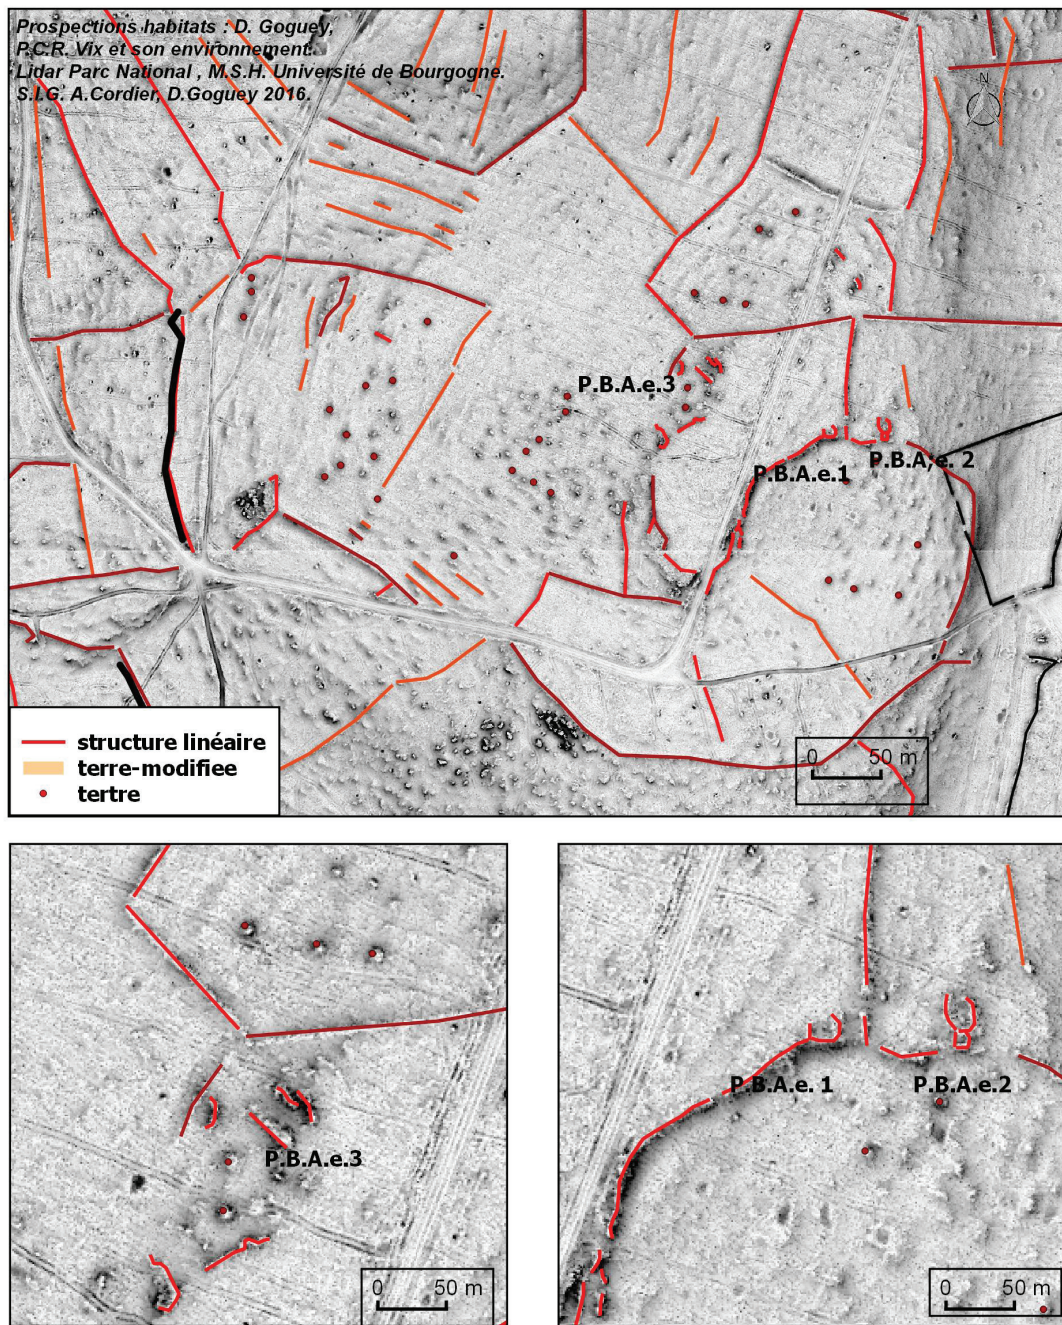 Prospections habitats : D. Goguey,
P.C.R. Vix et son environnement.
Lidar Parc National , M.S.H. Université de Bourgogne.
S.I.G. A.Cordier, D.Goguey 2016.
N
P.B.A.e.3
P.B.A.e.1
P.B.A,e. 2
structure linéaire
terre-modifiee
tertre
0 50 m
P.B.A.e.3
0 50 m
P.B.A.e. 1
P.B.A.e.2
0 50 m